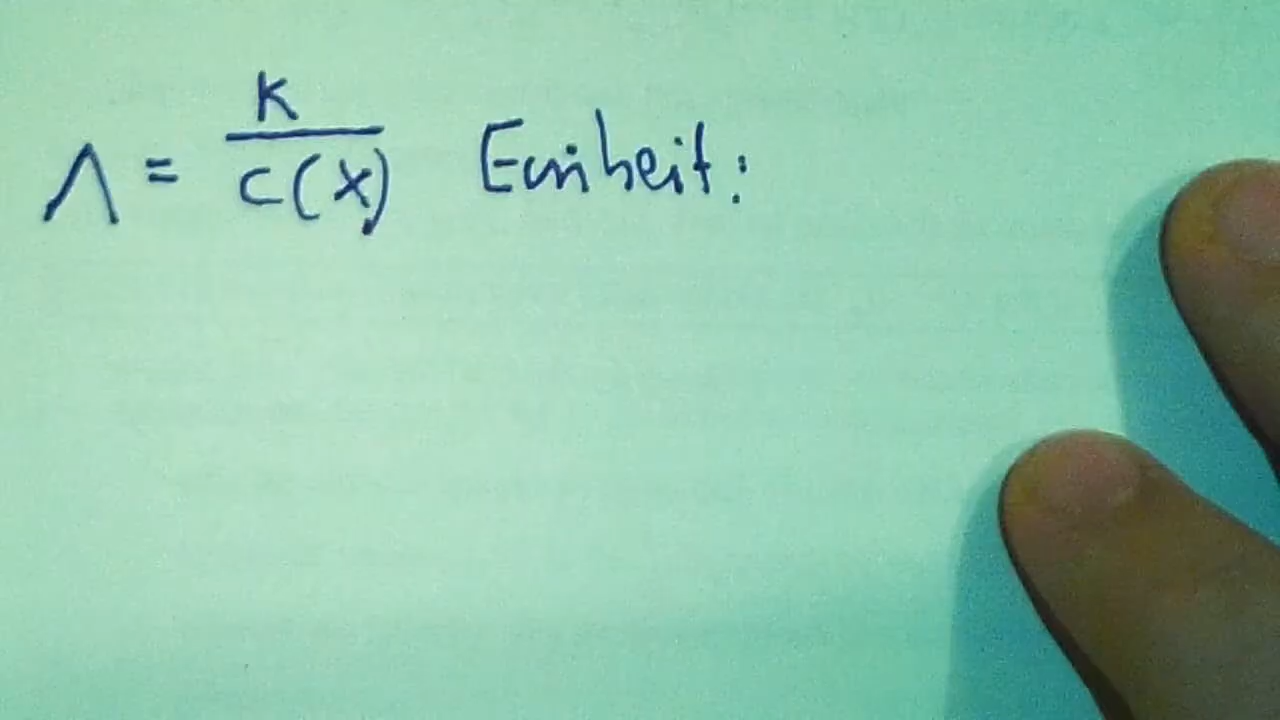 Λ = K / C(X) Einheit: